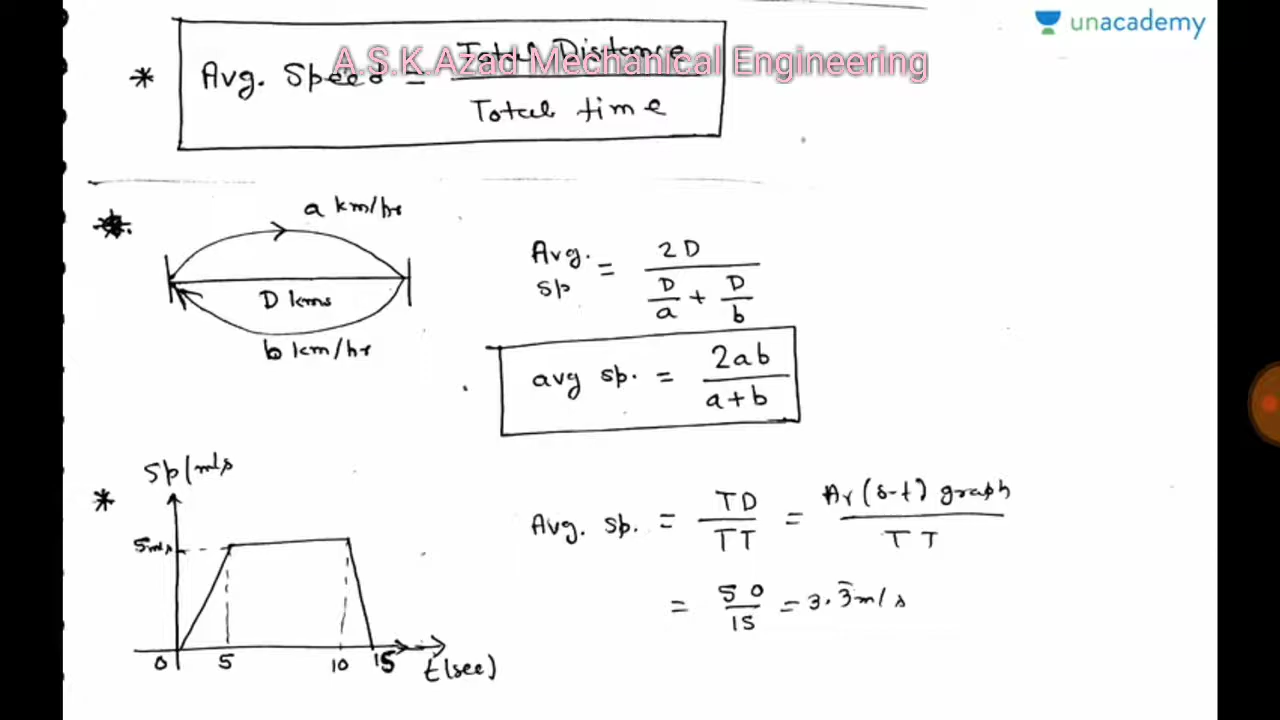 unacademy
A.S.K.Azad Mechanical Engineering
* Avg. Speed = Total Distance / Total time
a km/hr
D kms
b km/hr
Avg. sp = 2D / (D/a + D/b)
avg sp. = 2ab / a+b
* Sp/m/s
5m/s
0 5 10 15 t(sec)
Avg. sp. = TD / TT = Ar (s-t) graph / TT
= 50 / 15 = 3.3̅ m/s